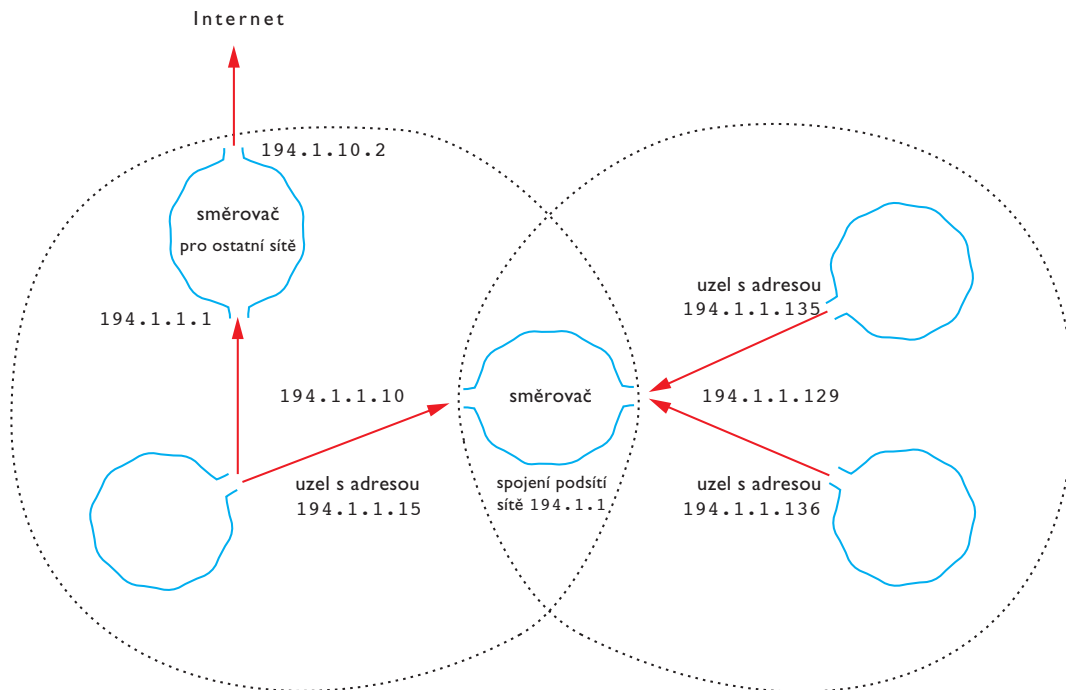 Internet
194.1.10.2
směrovač
pro ostatní sítě
194.1.1.1
uzel s adresou
194.1.1.135
194.1.1.10
směrovač
194.1.1.129
uzel s adresou
194.1.1.15
spojení podsítí
sítě 194.1.1
uzel s adresou
194.1.1.136